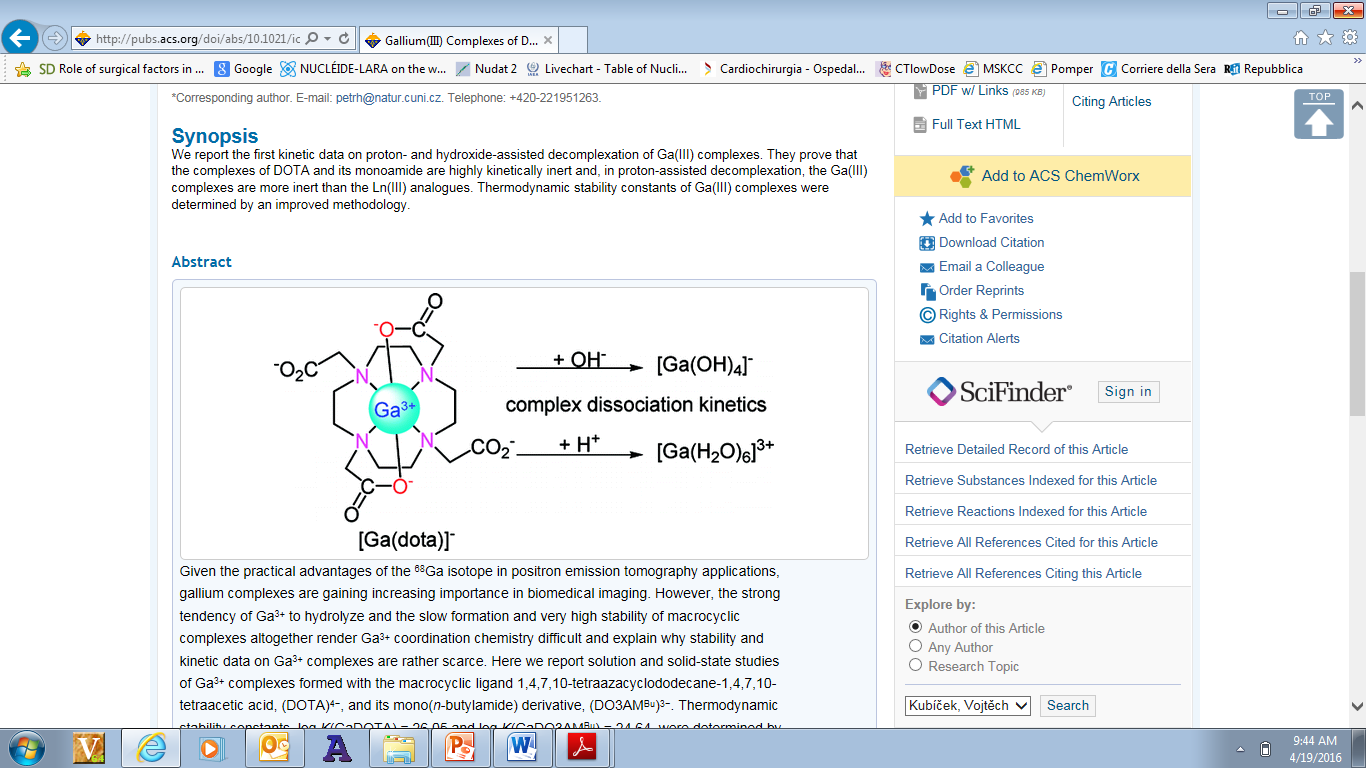 http://pubs.acs.org/doi/abs/10.1021/ic
Gallium(III) Complexes of D...
SD Role of surgical factors in ...
Google
NUCLÉIDE-LARA on the w...
Nudat 2
Livechart - Table of Nucli...
Cardiochirurgia - Ospedal...
CTlowDose
MSKCC
Pomper
Corriere della Sera
Repubblica
*Corresponding author. E-mail: petrh@natur.cuni.cz. Telephone: +420-221951263.
Synopsis
We report the first kinetic data on proton- and hydroxide-assisted decomplexation of Ga(III) complexes. They prove that
the complexes of DOTA and its monoamide are highly kinetically inert and, in proton-assisted decomplexation, the Ga(III)
complexes are more inert than the Ln(III) analogues. Thermodynamic stability constants of Ga(III) complexes were
determined by an improved methodology.
Abstract
O
⁻O–C
⁻O₂C
N
N
Ga³⁺
N
N
CO₂⁻
C–O⁻
O
[Ga(dota)]⁻
+ OH⁻
[Ga(OH)₄]⁻
complex dissociation kinetics
+ H⁺
[Ga(H₂O)₆]³⁺
Given the practical advantages of the ⁶⁸Ga isotope in positron emission tomography applications,
gallium complexes are gaining increasing importance in biomedical imaging. However, the strong
tendency of Ga³⁺ to hydrolyze and the slow formation and very high stability of macrocyclic
complexes altogether render Ga³⁺ coordination chemistry difficult and explain why stability and
kinetic data on Ga³⁺ complexes are rather scarce. Here we report solution and solid-state studies
of Ga³⁺ complexes formed with the macrocyclic ligand 1,4,7,10-tetraazacyclododecane-1,4,7,10-
tetraacetic acid, (DOTA)⁴⁻, and its mono(n-butylamide) derivative, (DO3AMᴮᵘ)³⁻. Thermodynamic
stability constants, log K(GaDOTA) = 26.05 and log K(GaDO3AMᴮᵘ) = 24.64, were determined by
PDF w/ Links (985 KB)
Full Text HTML
Citing Articles
TOP
Add to ACS ChemWorx
Add to Favorites
Download Citation
Email a Colleague
Order Reprints
Rights & Permissions
Citation Alerts
SciFinder®
Sign in
Retrieve Detailed Record of this Article
Retrieve Substances Indexed for this Article
Retrieve Reactions Indexed for this Article
Retrieve All References Cited for this Article
Retrieve All References Citing this Article
Explore by:
Author of this Article
Any Author
Research Topic
Kubíček, Vojtěch
Search
9:44 AM
4/19/2016